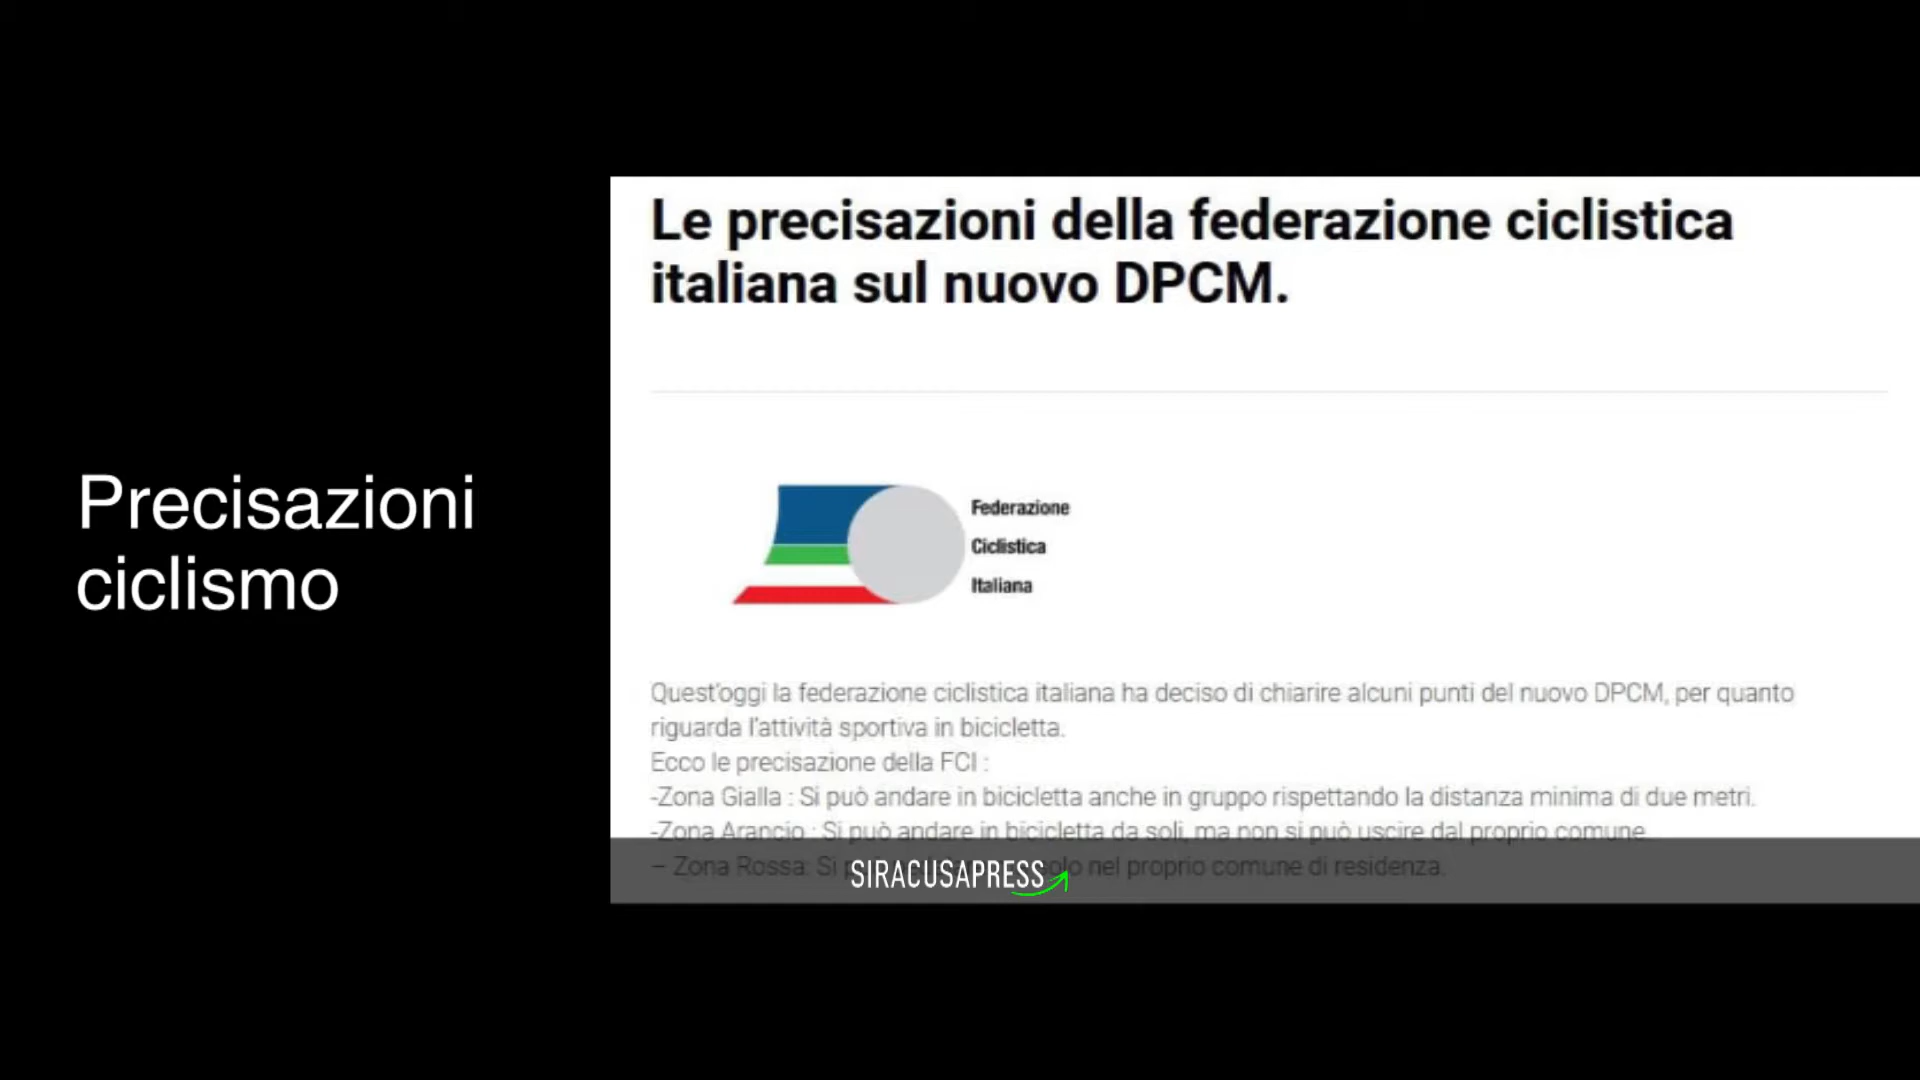 Precisazioni
ciclismo
Le precisazioni della federazione ciclistica
italiana sul nuovo DPCM.
Federazione
Ciclistica
Italiana
Quest'oggi la federazione ciclistica italiana ha deciso di chiarire alcuni punti del nuovo DPCM, per quanto
riguarda l'attività sportiva in bicicletta.
Ecco le precisazione della FCI :
-Zona Gialla : Si può andare in bicicletta anche in gruppo rispettando la distanza minima di due metri.
-Zona Arancio : Si può andare in bicicletta da soli, ma non si può uscire dal proprio comune.
– Zona Rossa: Si solo nel proprio comune di residenza.
SIRACUSAPRESS